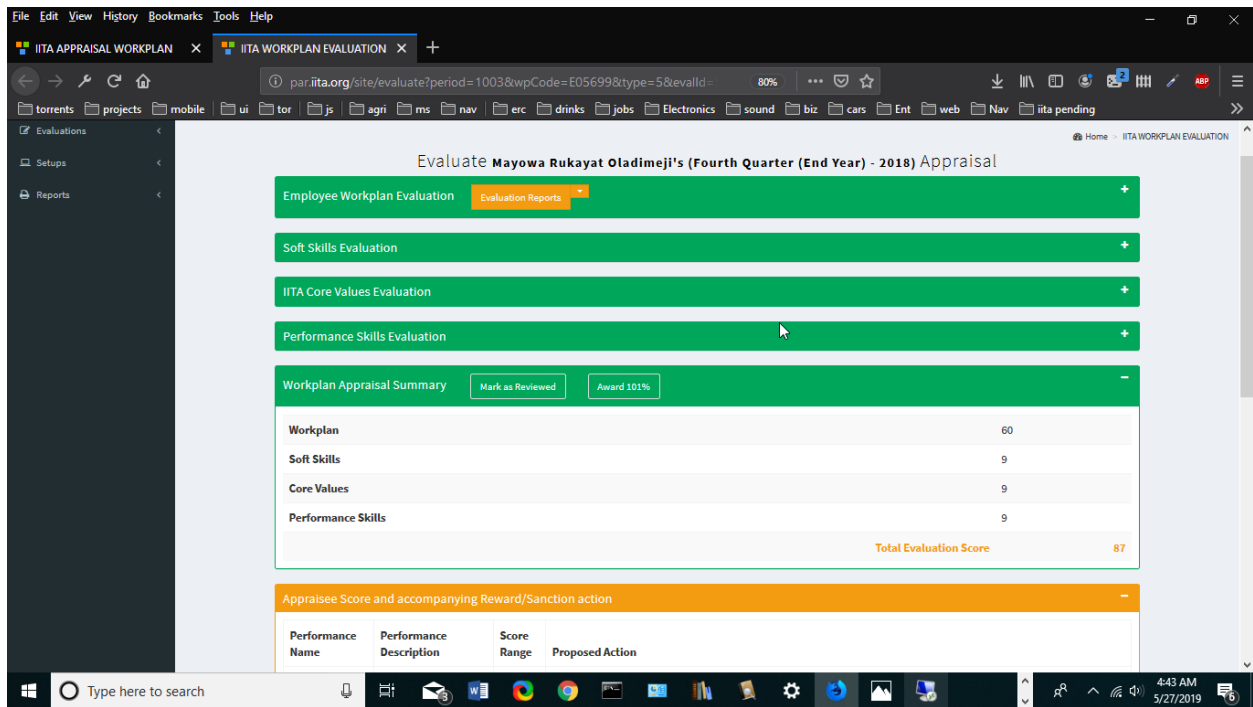 File Edit View History Bookmarks Tools Help
IITA APPRAISAL WORKPLAN
IITA WORKPLAN EVALUATION
par.iita.org/site/evaluate?period=1003&wpCode=E05699&type=5&evalId=
80%
2
ABP
torrents projects mobile ui tor js agri ms nav erc drinks jobs Electronics sound biz cars Ent web Nav iita pending
Evaluations
Setups
Reports
Home > IITA WORKPLAN EVALUATION
Evaluate Mayowa Rukayat Oladimeji's (Fourth Quarter (End Year) - 2018) Appraisal
Employee Workplan Evaluation Evaluation Reports +
Soft Skills Evaluation +
IITA Core Values Evaluation +
Performance Skills Evaluation +
Workplan Appraisal Summary Mark as Reviewed Award 101% −
Workplan 60
Soft Skills 9
Core Values 9
Performance Skills 9
Total Evaluation Score 87
Appraisee Score and accompanying Reward/Sanction action −
Performance Name Performance Description Score Range Proposed Action
Type here to search
3
4:43 AM
5/27/2019
6